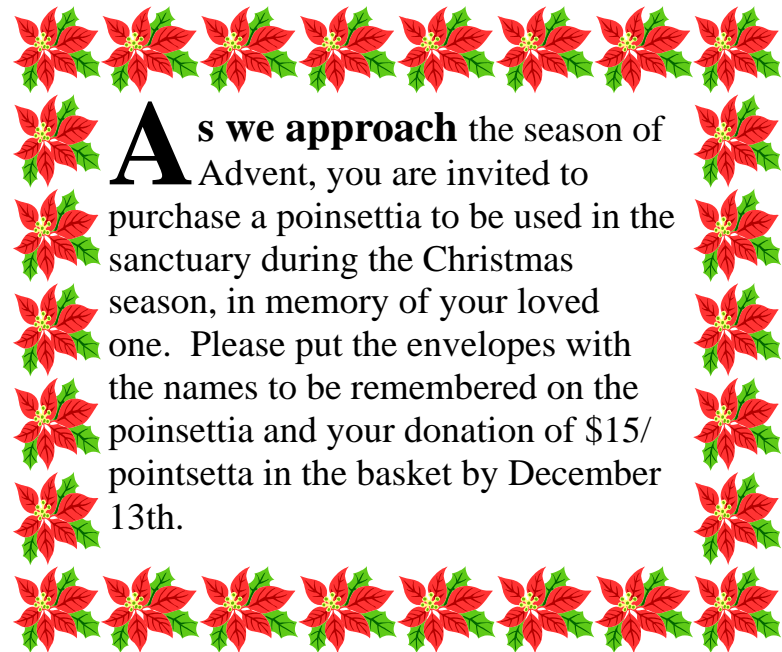 As we approach the season of
Advent, you are invited to
purchase a poinsettia to be used in the
sanctuary during the Christmas
season, in memory of your loved
one.  Please put the envelopes with
the names to be remembered on the
poinsettia and your donation of $15/
pointsetta in the basket by December
13th.